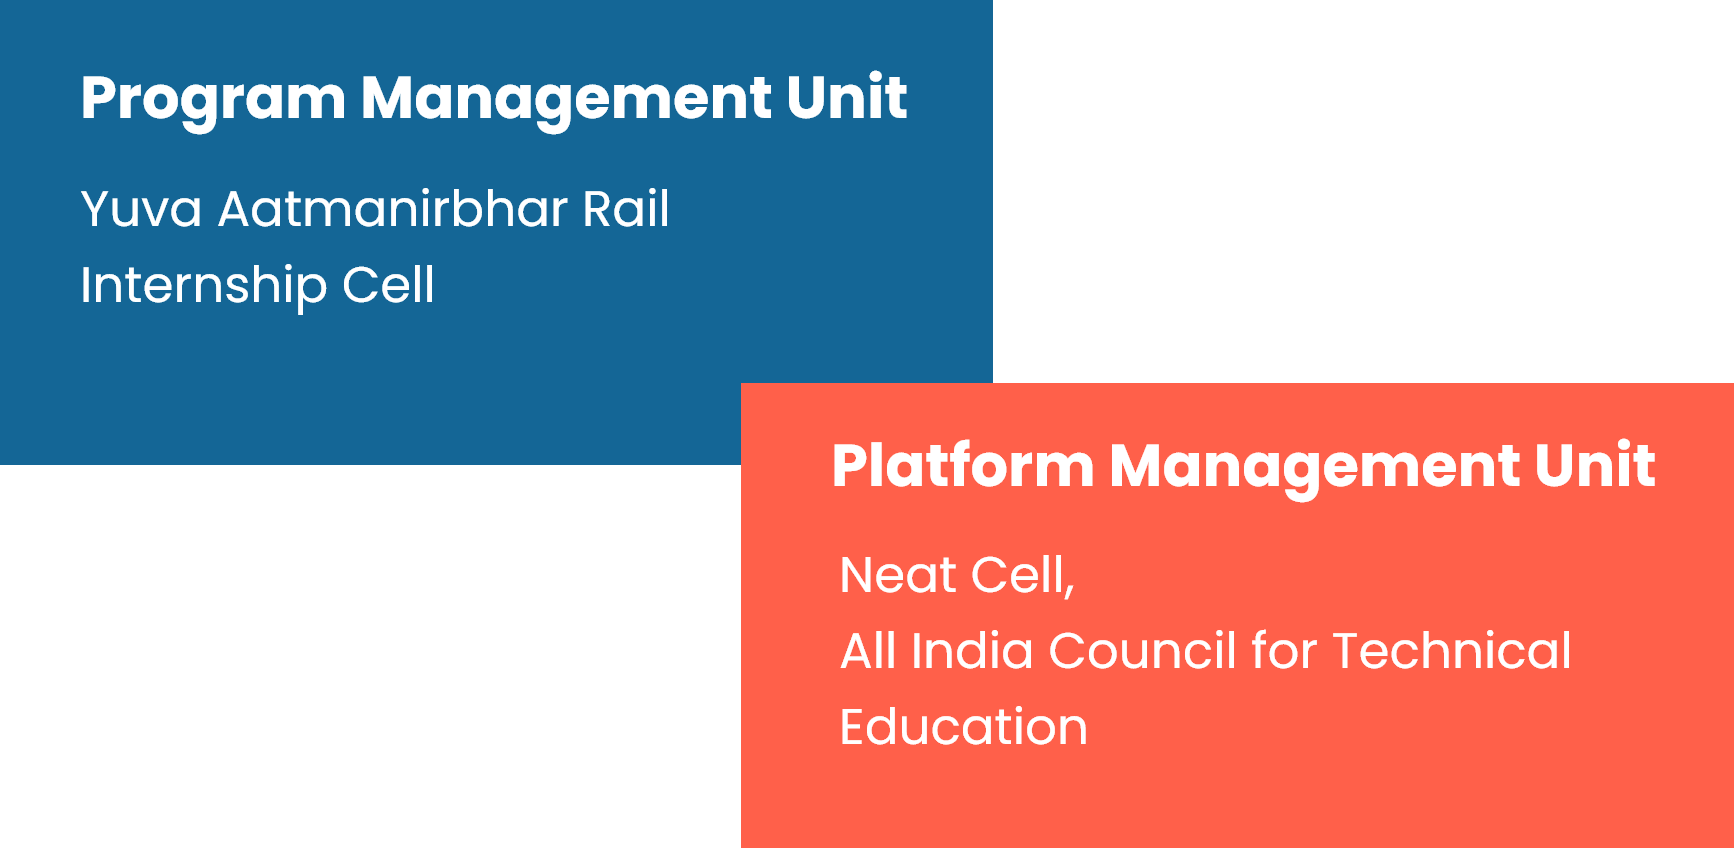 Program Management Unit
Yuva Aatmanirbhar Rail
Internship Cell
Platform Management Unit
Neat Cell,
All India Council for Technical
Education